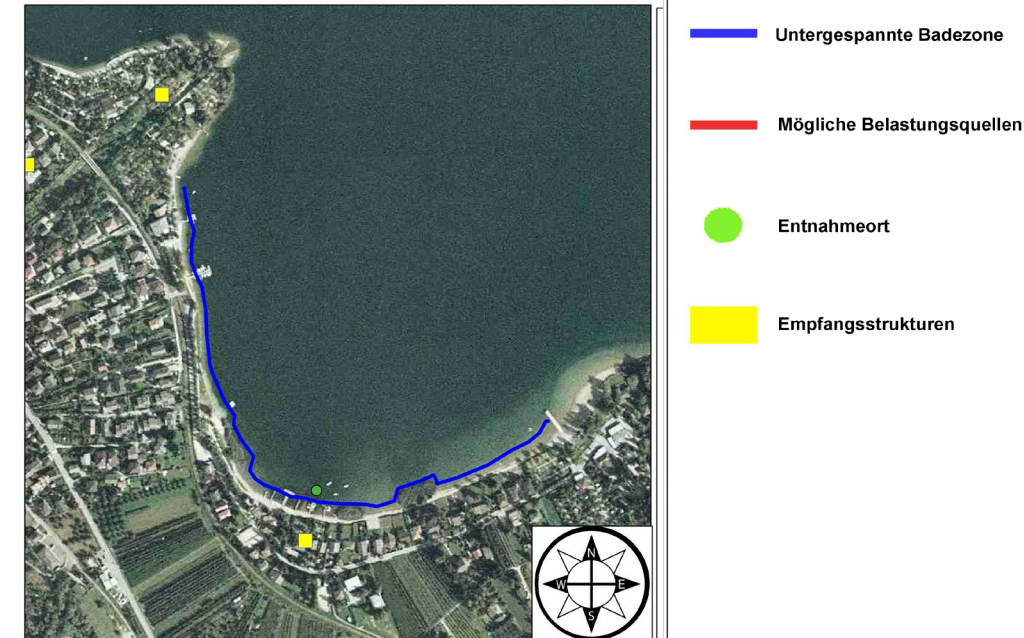 Untergespannte Badezone
Mögliche Belastungsquellen
Entnahmeort
Empfangsstrukturen
N
W E
S